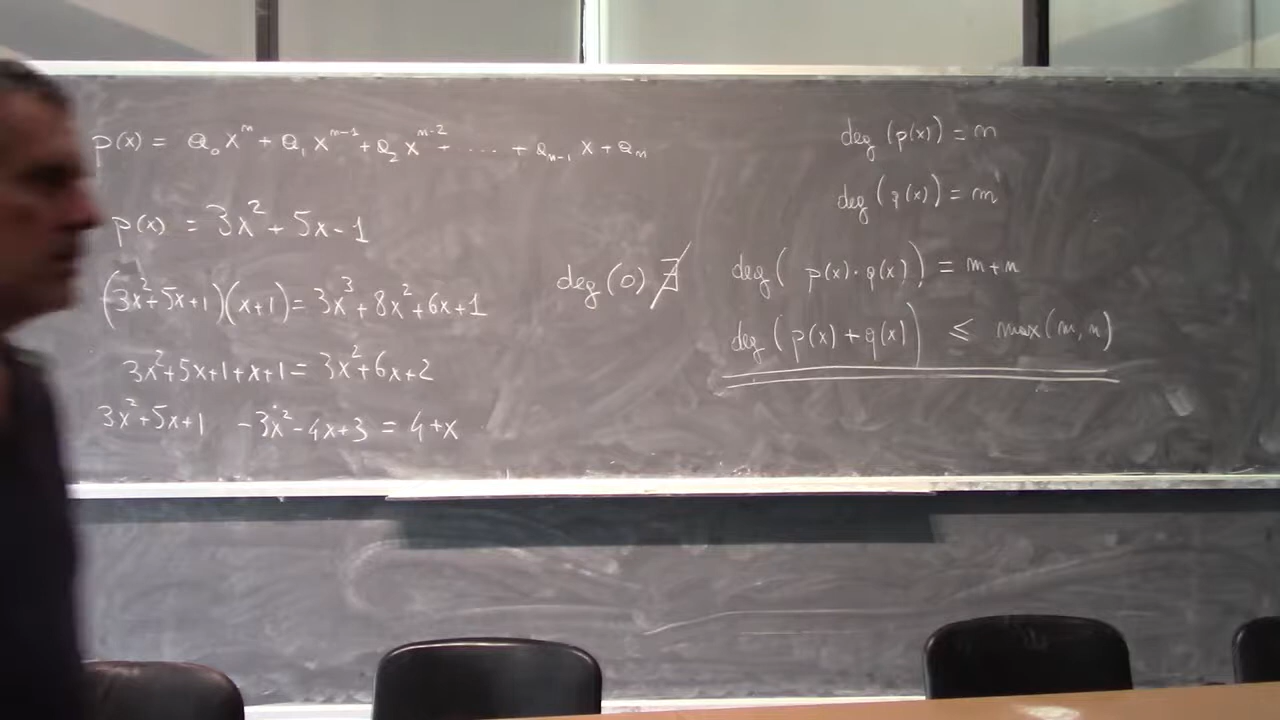 p(x) = a₀xⁿ + a₁xⁿ⁻¹ + a₂xⁿ⁻² + .... + aₙ₋₁ x + aₙ
p(x) = 3x² + 5x - 1
(3x²+5x+1)(x+1) = 3x³ + 8x² + 6x + 1
3x²+5x+1+x+1 = 3x²+6x+2
3x²+5x+1 -3x²-4x+3 = 4+x
deg(0) ∄
deg(p(x)) = n
deg(q(x)) = m
deg(p(x)·q(x)) = m+n
deg(p(x)+q(x)) ≤ max(m,n)